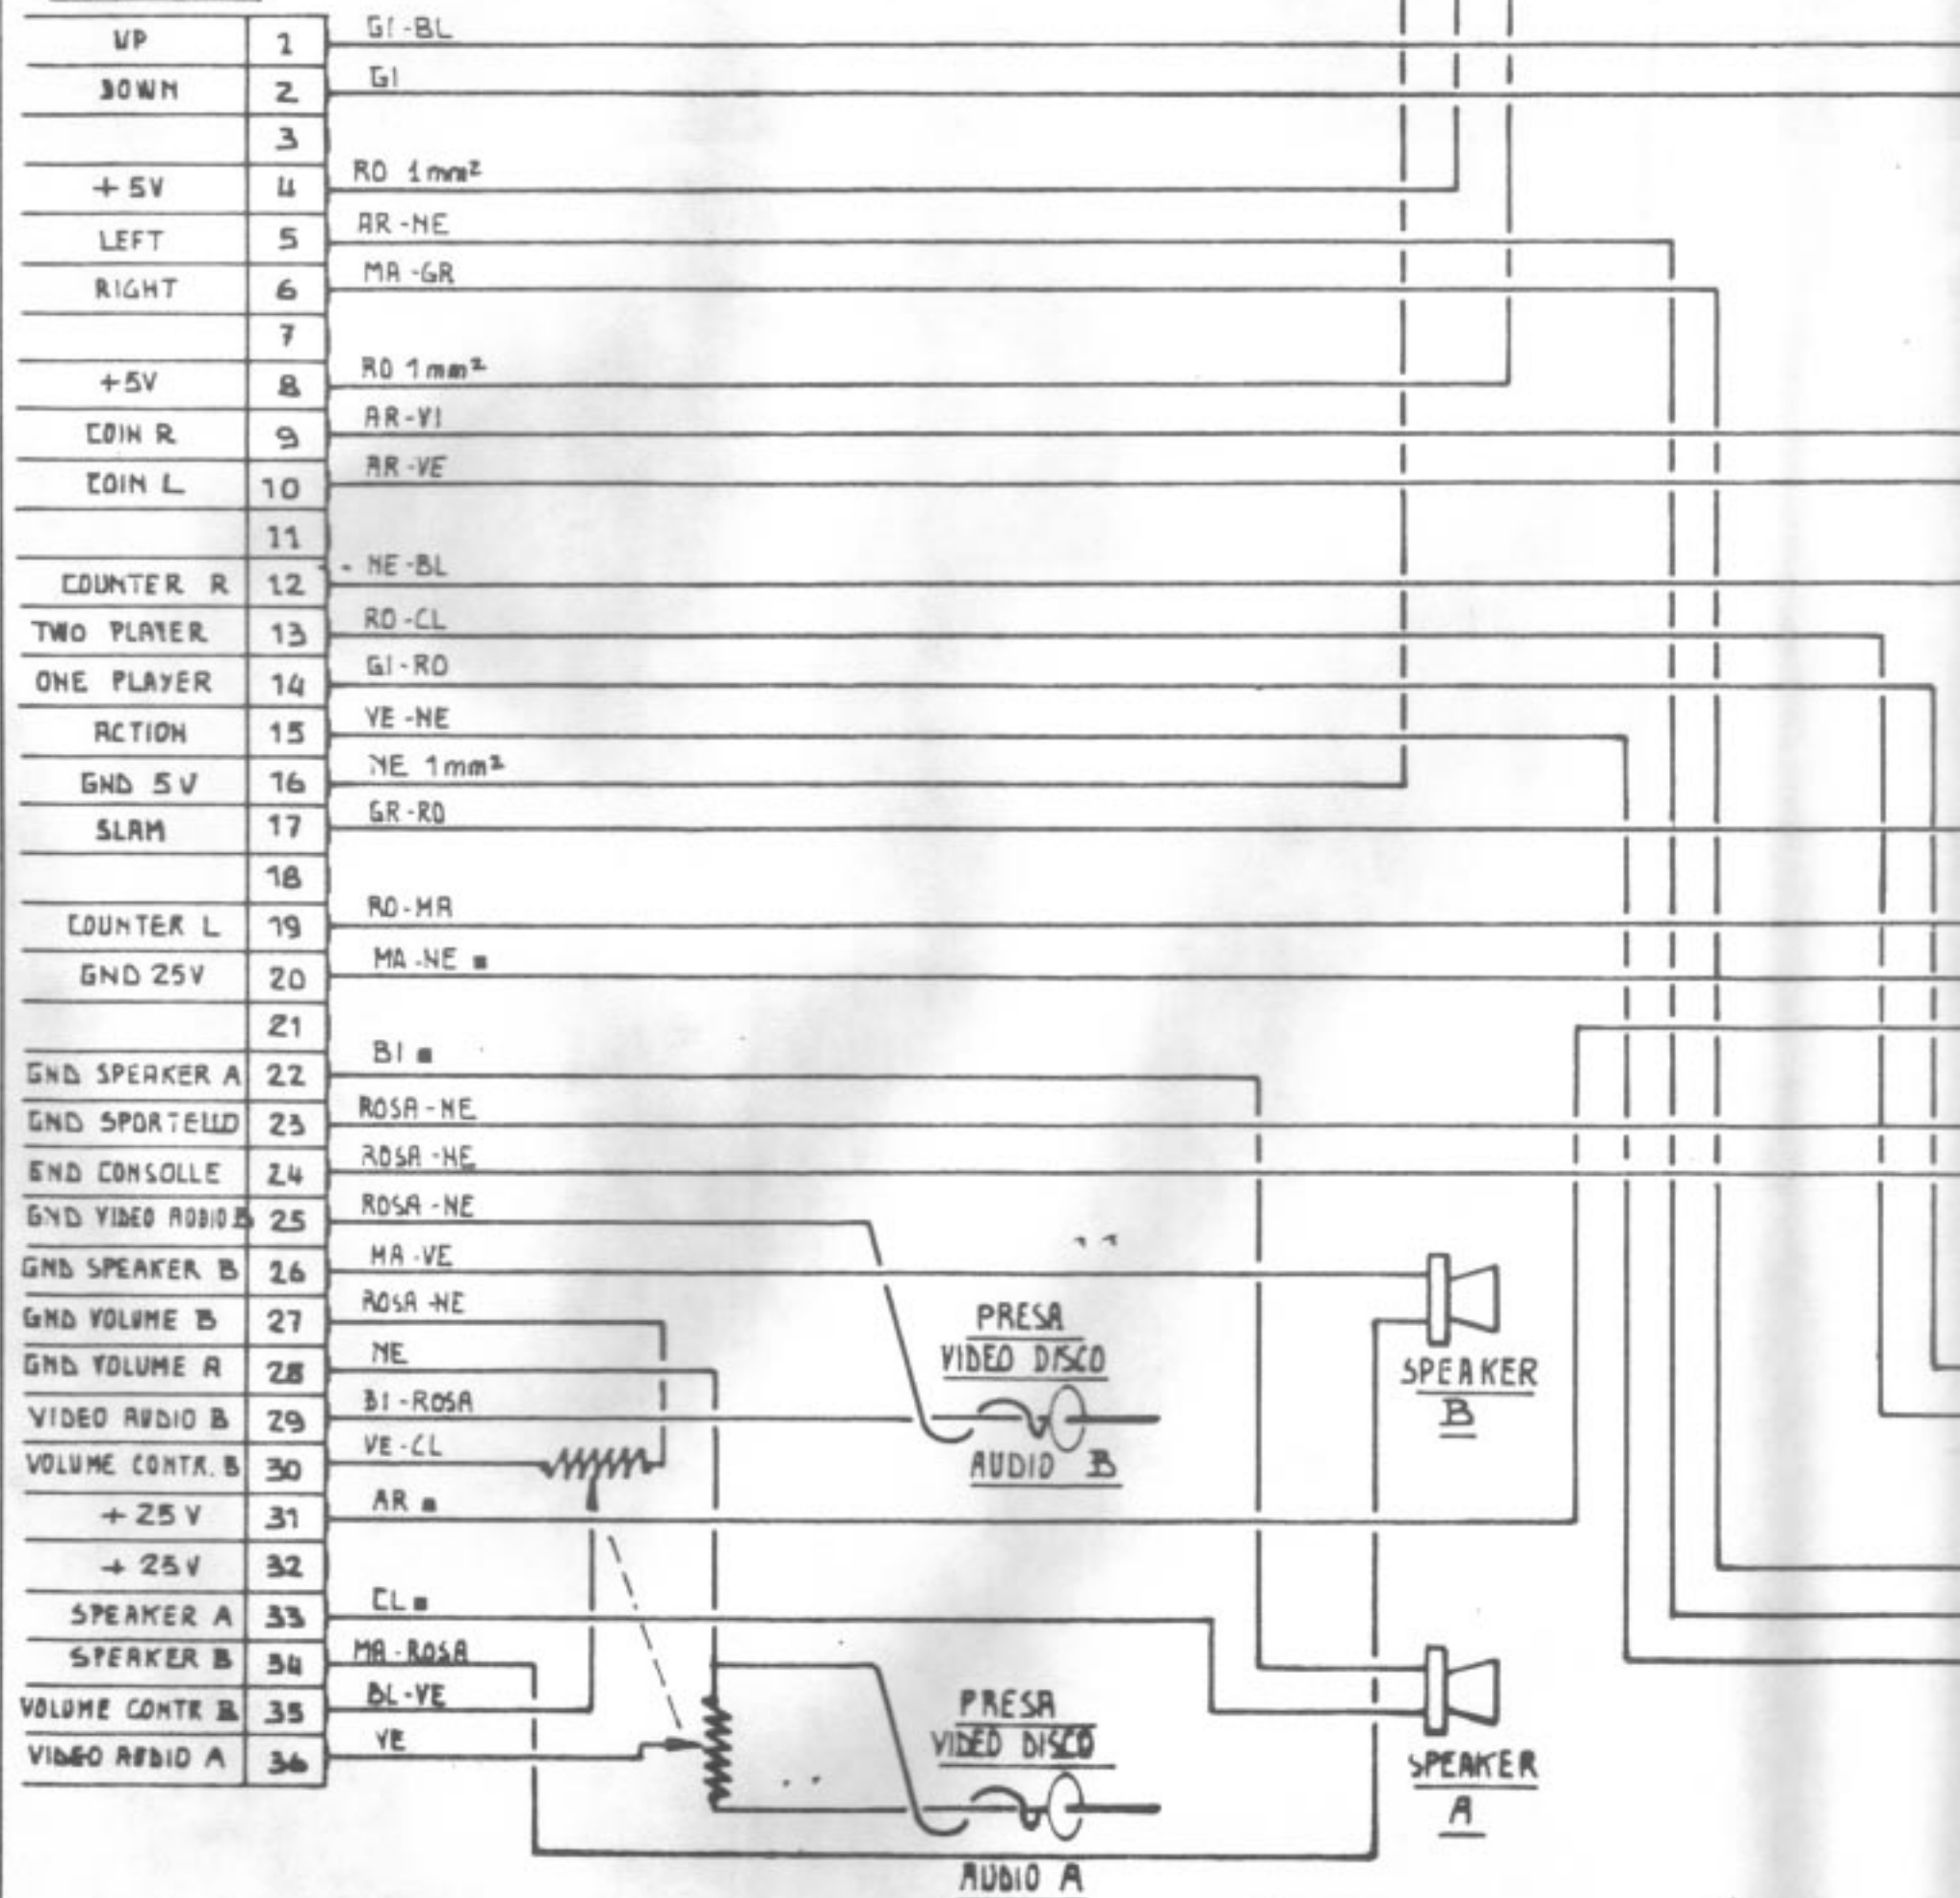 UP 1 GI-BL
DOWN 2 GI
3
+5V 4 RO 1mm²
LEFT 5 AR-NE
RIGHT 6 MA-GR
7
+5V 8 RO 1mm²
COIN R 9 AR-VI
COIN L 10 AR-VE
11
COUNTER R 12 NE-BL
TWO PLAYER 13 RO-CL
ONE PLAYER 14 GI-RO
ACTION 15 VE-NE
GND 5V 16 NE 1mm²
SLAM 17 GR-RO
18
COUNTER L 19 RO-MA
GND 25V 20 MA-NE ▪
21
GND SPEAKER A 22 BI ▪
GND SPORTELLO 23 ROSA-NE
GND CONSOLLE 24 ROSA-NE
GND VIDEO AUDIO B 25 ROSA-NE
GND SPEAKER B 26 MA-VE
GND VOLUME B 27 ROSA-NE
GND VOLUME A 28 NE
VIDEO AUDIO B 29 BI-ROSA
VOLUME CONTR. B 30 VE-CL
+25V 31 AR ▪
+25V 32
SPEAKER A 33 CL ▪
SPEAKER B 34 MA-ROSA
VOLUME CONTR B 35 BL-VE
VIDEO AUDIO A 36 VE
PRESA
VIDEO DISCO
AUDIO B
SPEAKER
B
PRESA
VIDEO DISCO
AUDIO A
SPEAKER
A